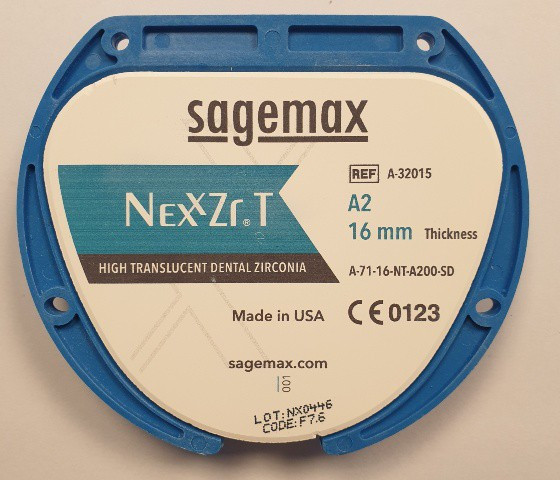 sagemax
REF A-32015
NEXXZr® T
A2
16 mm Thickness
HIGH TRANSLUCENT DENTAL ZIRCONIA
A-71-16-NT-A200-SD
Made in USA
CE 0123
sagemax.com
001
LOT:NX0446
CODE:F7.6